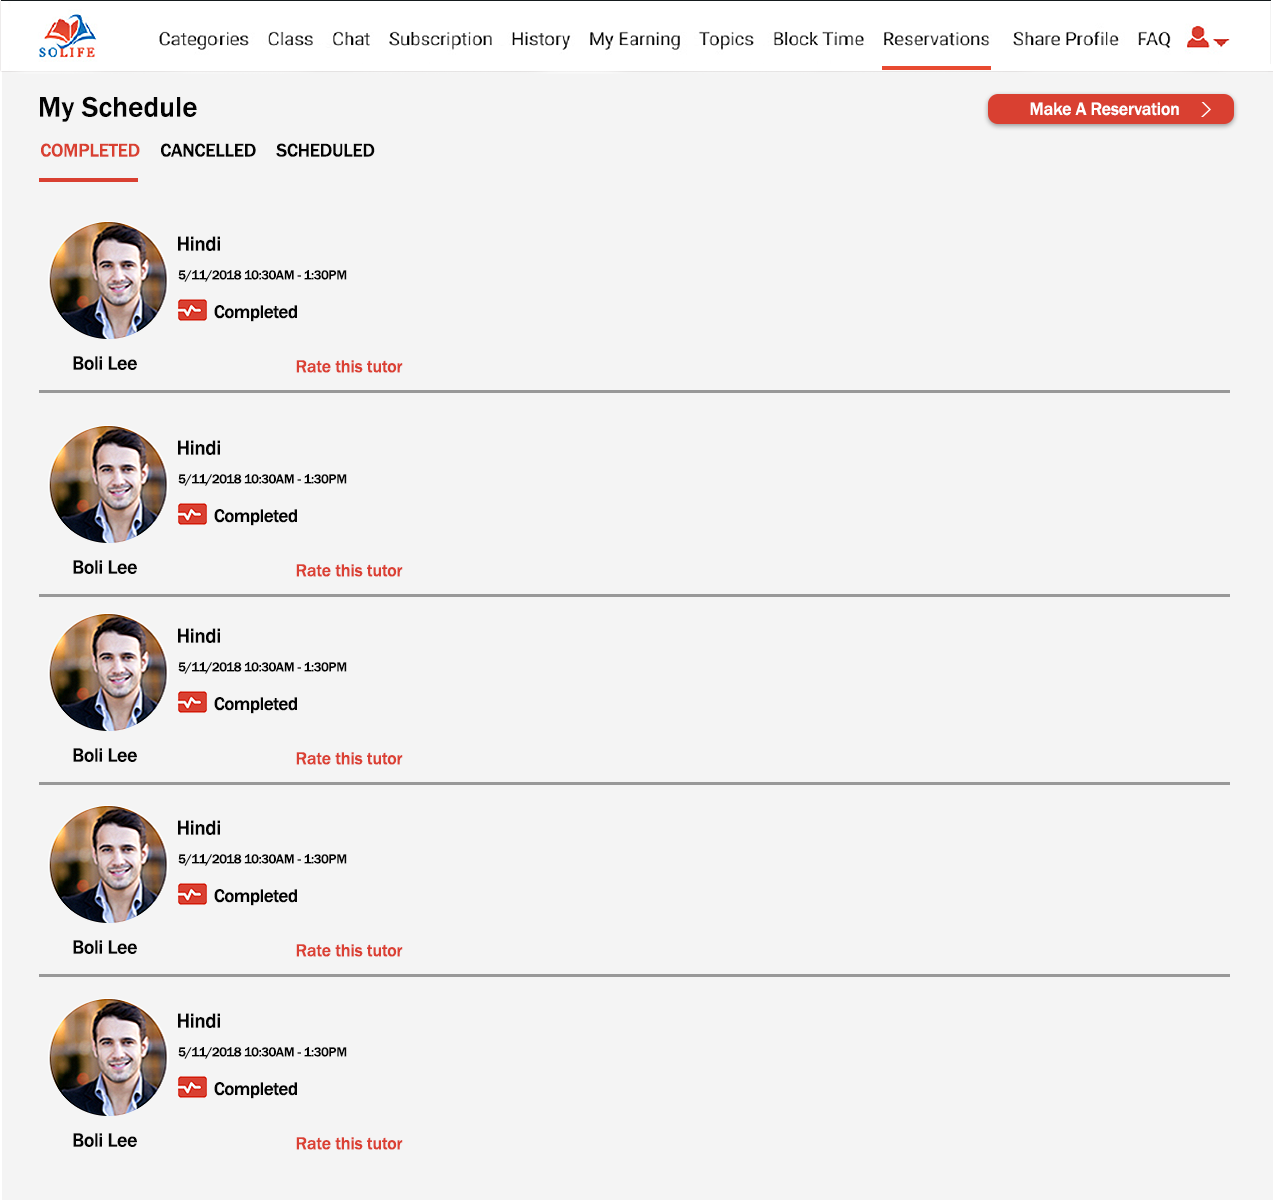 SOLIFE
Categories Class Chat Subscription History My Earning Topics Block Time Reservations Share Profile FAQ
My Schedule
Make A Reservation
COMPLETED CANCELLED SCHEDULED
Hindi
5/11/2018 10:30AM - 1:30PM
Completed
Boli Lee
Rate this tutor
Hindi
5/11/2018 10:30AM - 1:30PM
Completed
Boli Lee
Rate this tutor
Hindi
5/11/2018 10:30AM - 1:30PM
Completed
Boli Lee
Rate this tutor
Hindi
5/11/2018 10:30AM - 1:30PM
Completed
Boli Lee
Rate this tutor
Hindi
5/11/2018 10:30AM - 1:30PM
Completed
Boli Lee
Rate this tutor